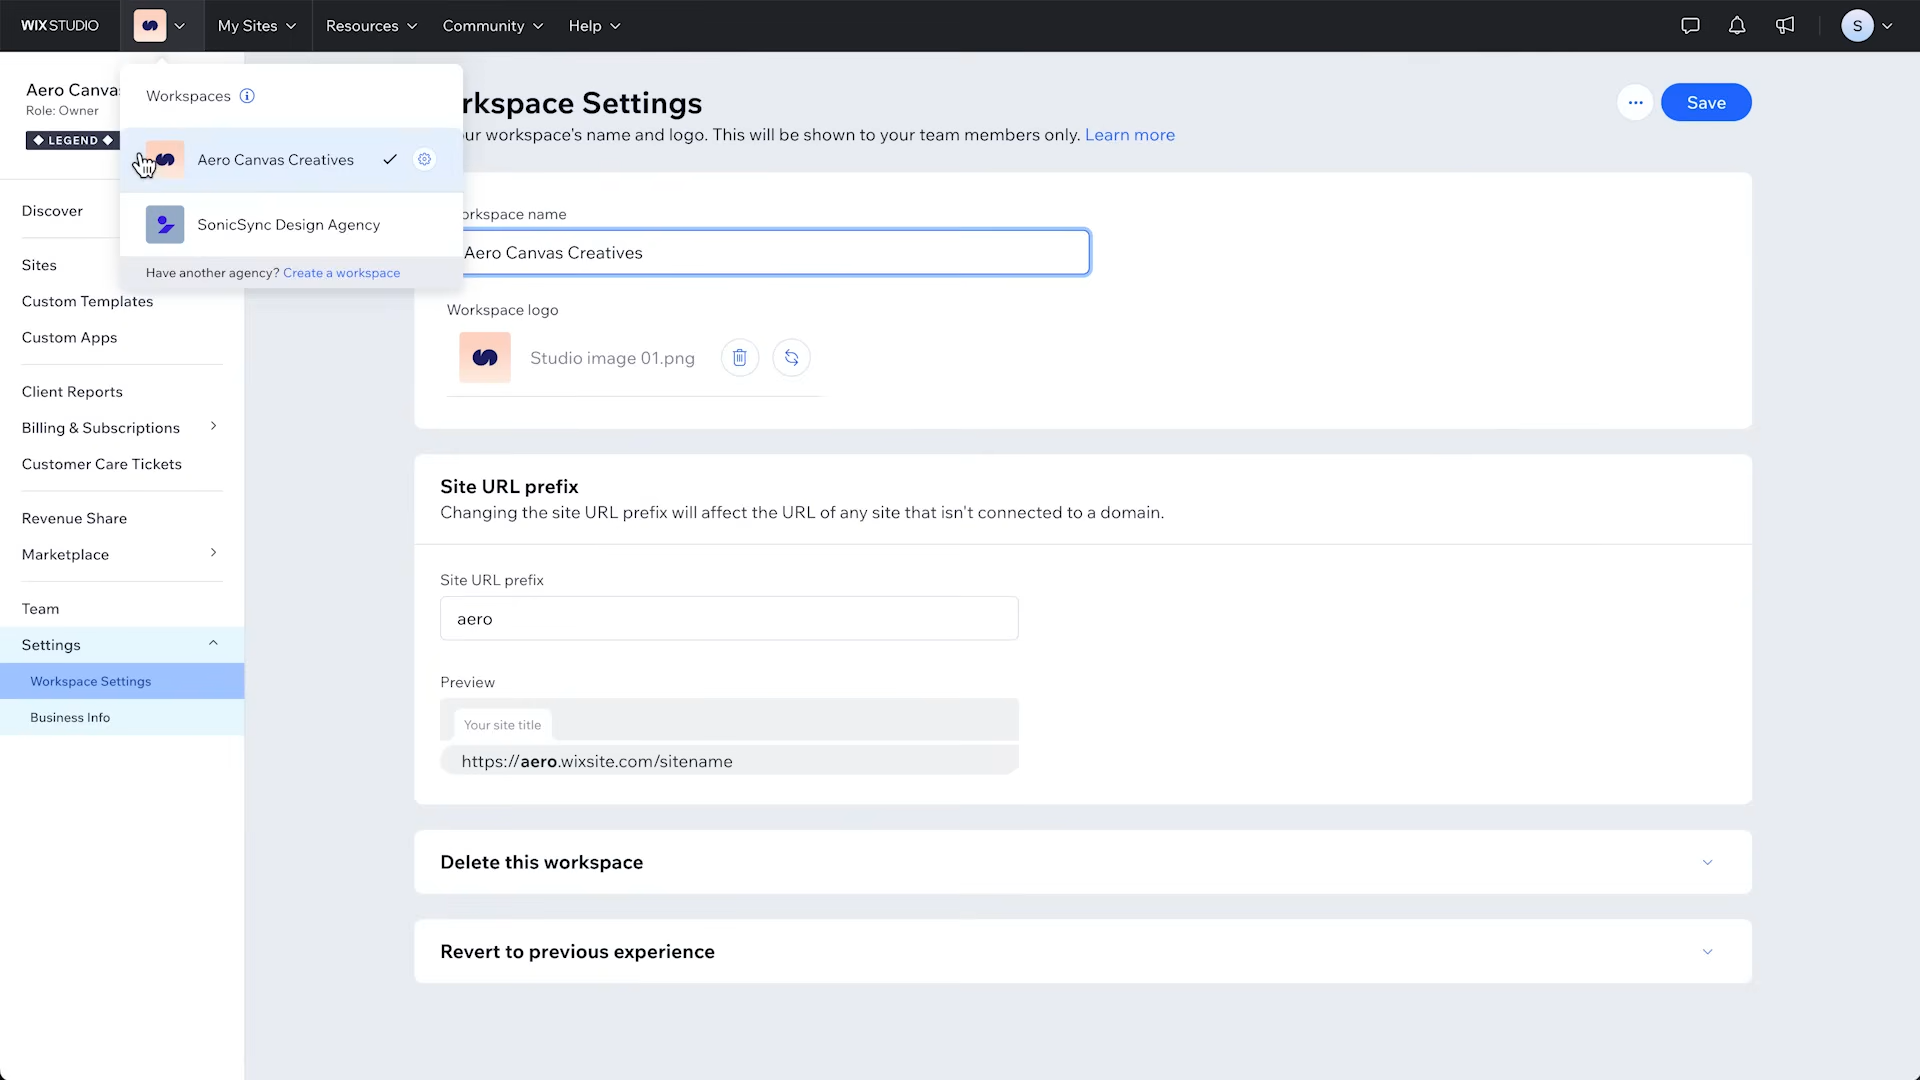 WIX STUDIO
My Sites
Resources
Community
Help
S
Aero Canvas
Role: Owner
LEGEND
Workspaces
Aero Canvas Creatives
SonicSync Design Agency
Have another agency? Create a workspace
Discover
Sites
Custom Templates
Custom Apps
Client Reports
Billing & Subscriptions
Customer Care Tickets
Revenue Share
Marketplace
Team
Settings
Workspace Settings
Business Info
rkspace Settings
ur workspace's name and logo. This will be shown to your team members only. Learn more
Save
orkspace name
Aero Canvas Creatives
Workspace logo
Studio image 01.png
Site URL prefix
Changing the site URL prefix will affect the URL of any site that isn't connected to a domain.
Site URL prefix
aero
Preview
Your site title
https://aero.wixsite.com/sitename
Delete this workspace
Revert to previous experience